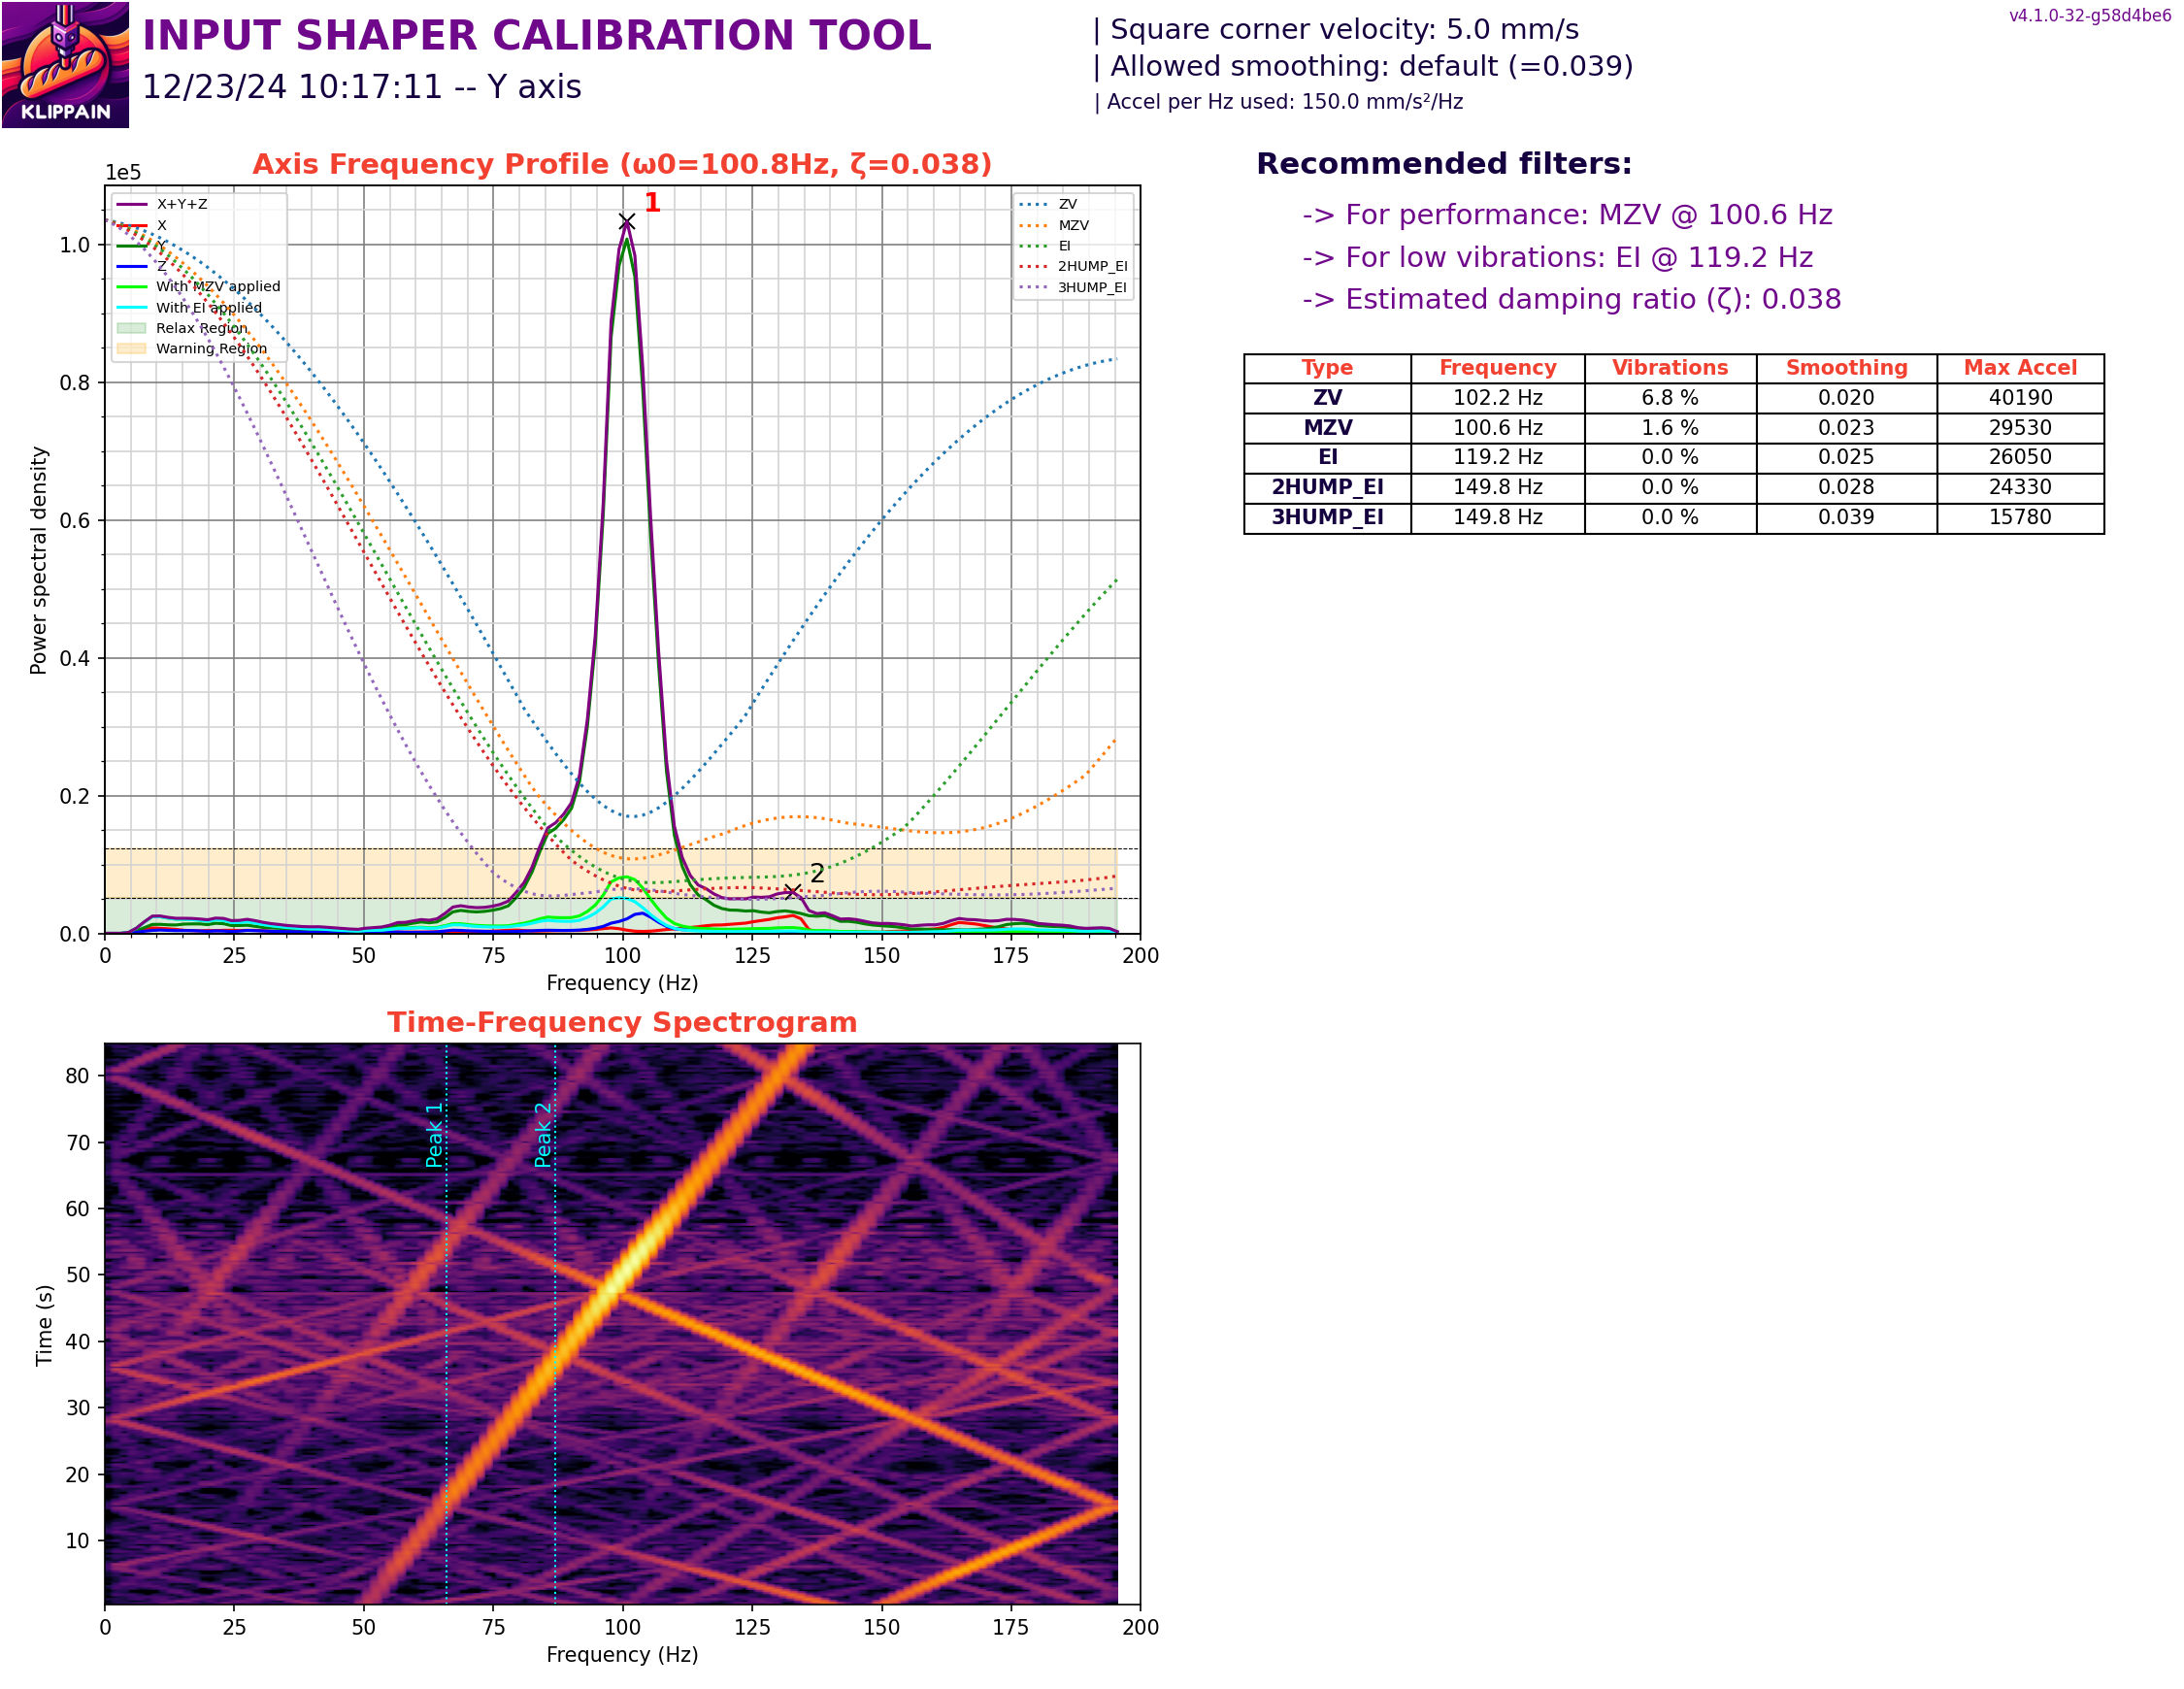 KLIPPAIN
INPUT SHAPER CALIBRATION TOOL
12/23/24 10:17:11 -- Y axis
| Square corner velocity: 5.0 mm/s
| Allowed smoothing: default (=0.039)
| Accel per Hz used: 150.0 mm/s²/Hz
v4.1.0-32-g58d4be6
Axis Frequency Profile (ω0=100.8Hz, ζ=0.038)
1e5
X+Y+Z
X
Y
Z
With MZV applied
With EI applied
Relax Region
Warning Region
ZV
MZV
EI
2HUMP_EI
3HUMP_EI
1
2
1.0
0.8
0.6
0.4
0.2
0.0
Power spectral density
0 25 50 75 100 125 150 175 200
Frequency (Hz)
Recommended filters:
-> For performance: MZV @ 100.6 Hz
-> For low vibrations: EI @ 119.2 Hz
-> Estimated damping ratio (ζ): 0.038
Type Frequency Vibrations Smoothing Max Accel
ZV 102.2 Hz 6.8 % 0.020 40190
MZV 100.6 Hz 1.6 % 0.023 29530
EI 119.2 Hz 0.0 % 0.025 26050
2HUMP_EI 149.8 Hz 0.0 % 0.028 24330
3HUMP_EI 149.8 Hz 0.0 % 0.039 15780
Time-Frequency Spectrogram
80
70
60
50
40
30
20
10
Time (s)
Peak 1
Peak 2
0 25 50 75 100 125 150 175 200
Frequency (Hz)